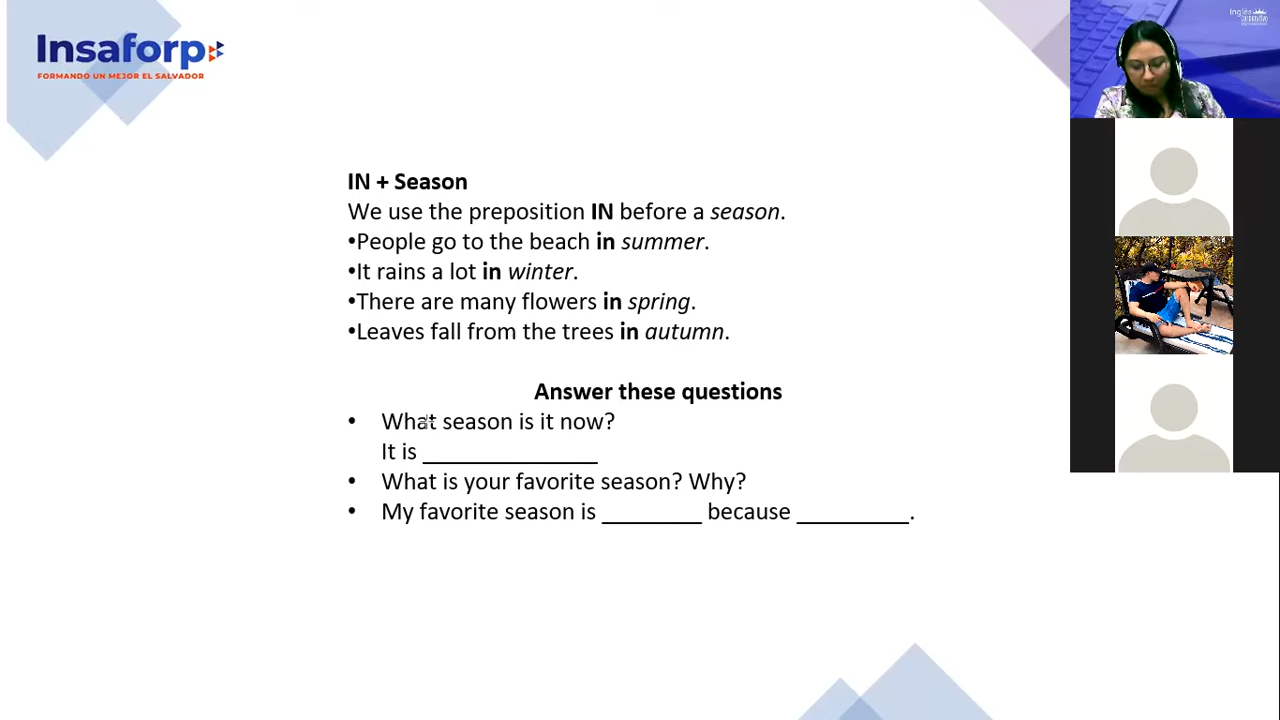 Insaforp
FORMANDO UN MEJOR EL SALVADOR
IN + Season
We use the preposition IN before a season.
•People go to the beach in summer.
•It rains a lot in winter.
•There are many flowers in spring.
•Leaves fall from the trees in autumn.
Answer these questions
• What season is it now?
It is ______________
• What is your favorite season? Why?
• My favorite season is ________ because _________.
Inglés